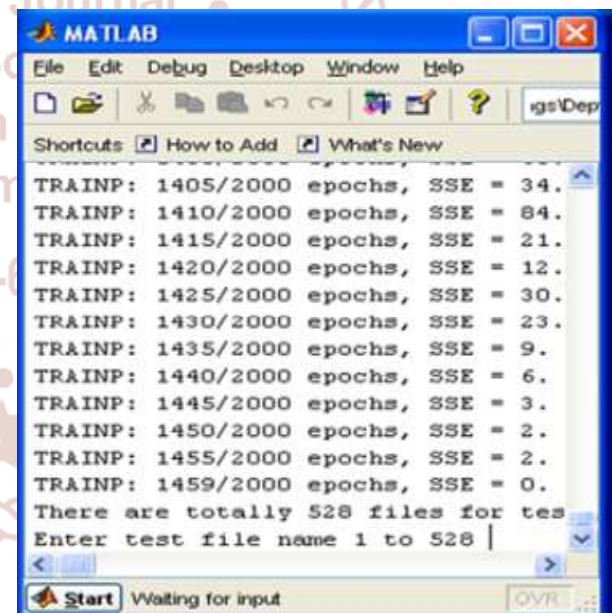 MATLAB
File Edit Debug Desktop Window Help
igs\Dep
Shortcuts How to Add What's New
TRAINP: 1405/2000 epochs, SSE = 34.
TRAINP: 1410/2000 epochs, SSE = 84.
TRAINP: 1415/2000 epochs, SSE = 21.
TRAINP: 1420/2000 epochs, SSE = 12.
TRAINP: 1425/2000 epochs, SSE = 30.
TRAINP: 1430/2000 epochs, SSE = 23.
TRAINP: 1435/2000 epochs, SSE = 9.
TRAINP: 1440/2000 epochs, SSE = 6.
TRAINP: 1445/2000 epochs, SSE = 3.
TRAINP: 1450/2000 epochs, SSE = 2.
TRAINP: 1455/2000 epochs, SSE = 2.
TRAINP: 1459/2000 epochs, SSE = 0.
There are totally 528 files for tes
Enter test file name 1 to 528
Start Waiting for input OVR